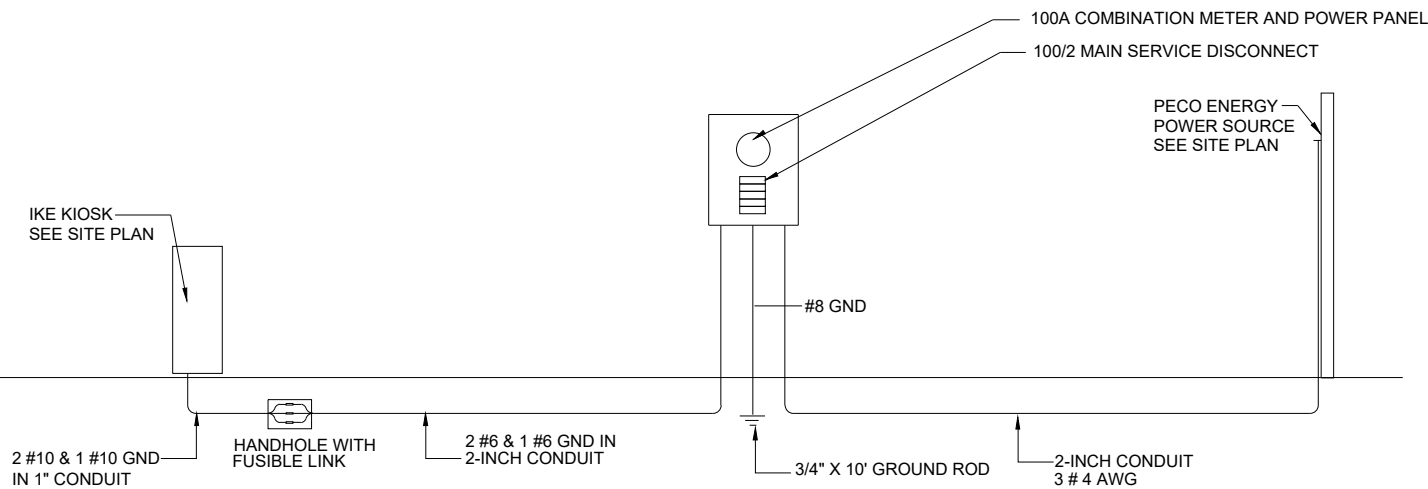 100A COMBINATION METER AND POWER PANEL
100/2 MAIN SERVICE DISCONNECT
PECO ENERGY
POWER SOURCE
SEE SITE PLAN
IKE KIOSK
SEE SITE PLAN
#8 GND
2 #10 & 1 #10 GND
IN 1" CONDUIT
HANDHOLE WITH
FUSIBLE LINK
2 #6 & 1 #6 GND IN
2-INCH CONDUIT
3/4" X 10' GROUND ROD
2-INCH CONDUIT
3 # 4 AWG